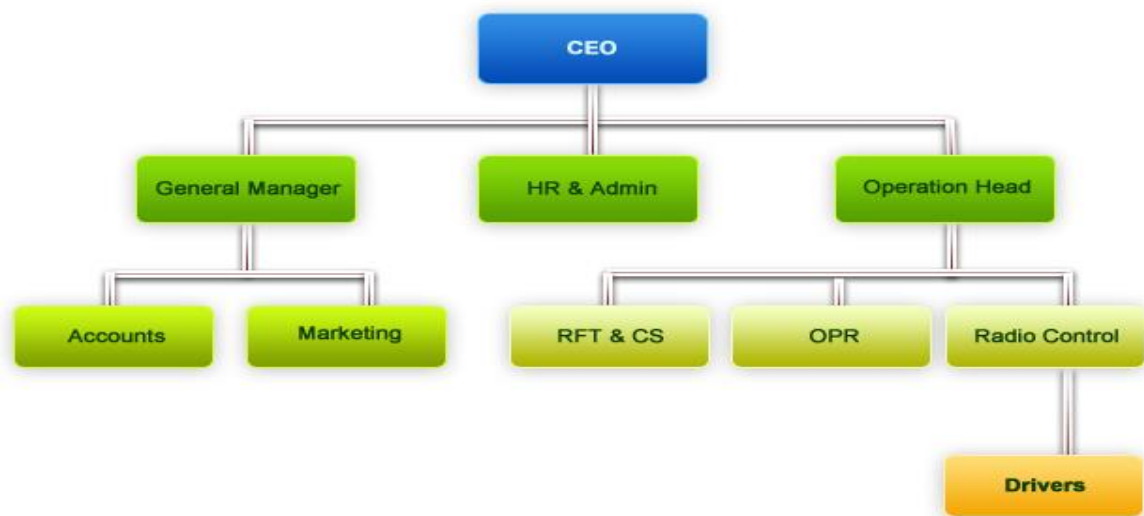 CEO
General Manager
HR & Admin
Operation Head
Accounts
Marketing
RFT & CS
OPR
Radio Control
Drivers